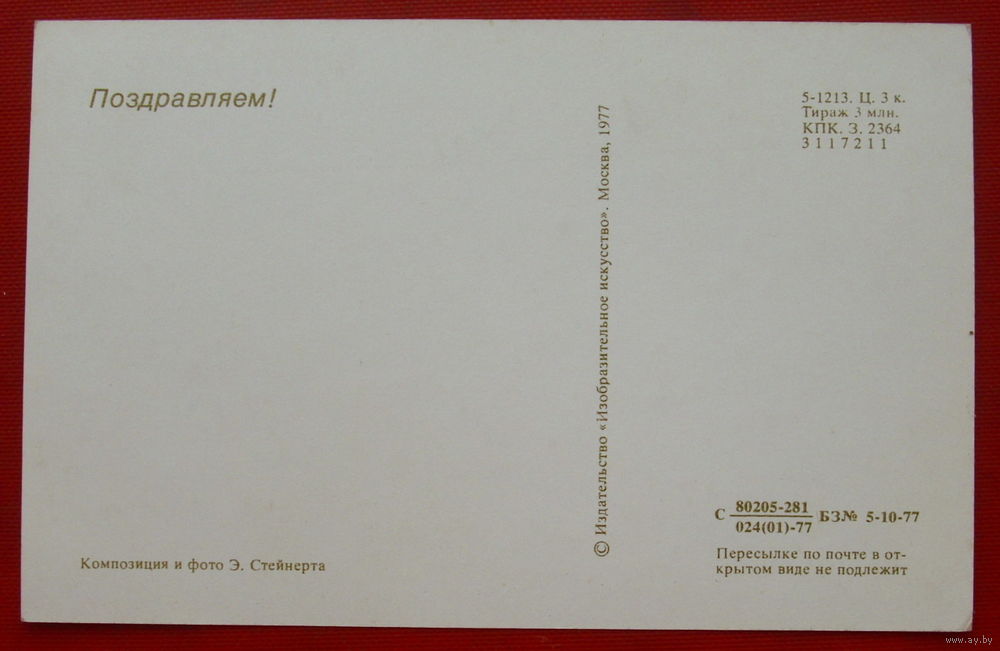 Поздравляем!
5-1213. Ц. 3 к.
Тираж 3 млн.
КПК. З. 2364
3117211
© Издательство «Изобразительное искусство». Москва, 1977
С 80205-281 БЗ№ 5-10-77
024(01)-77
Пересылке по почте в от-
крытом виде не подлежит
Композиция и фото Э. Стейнерта
www.ay.by